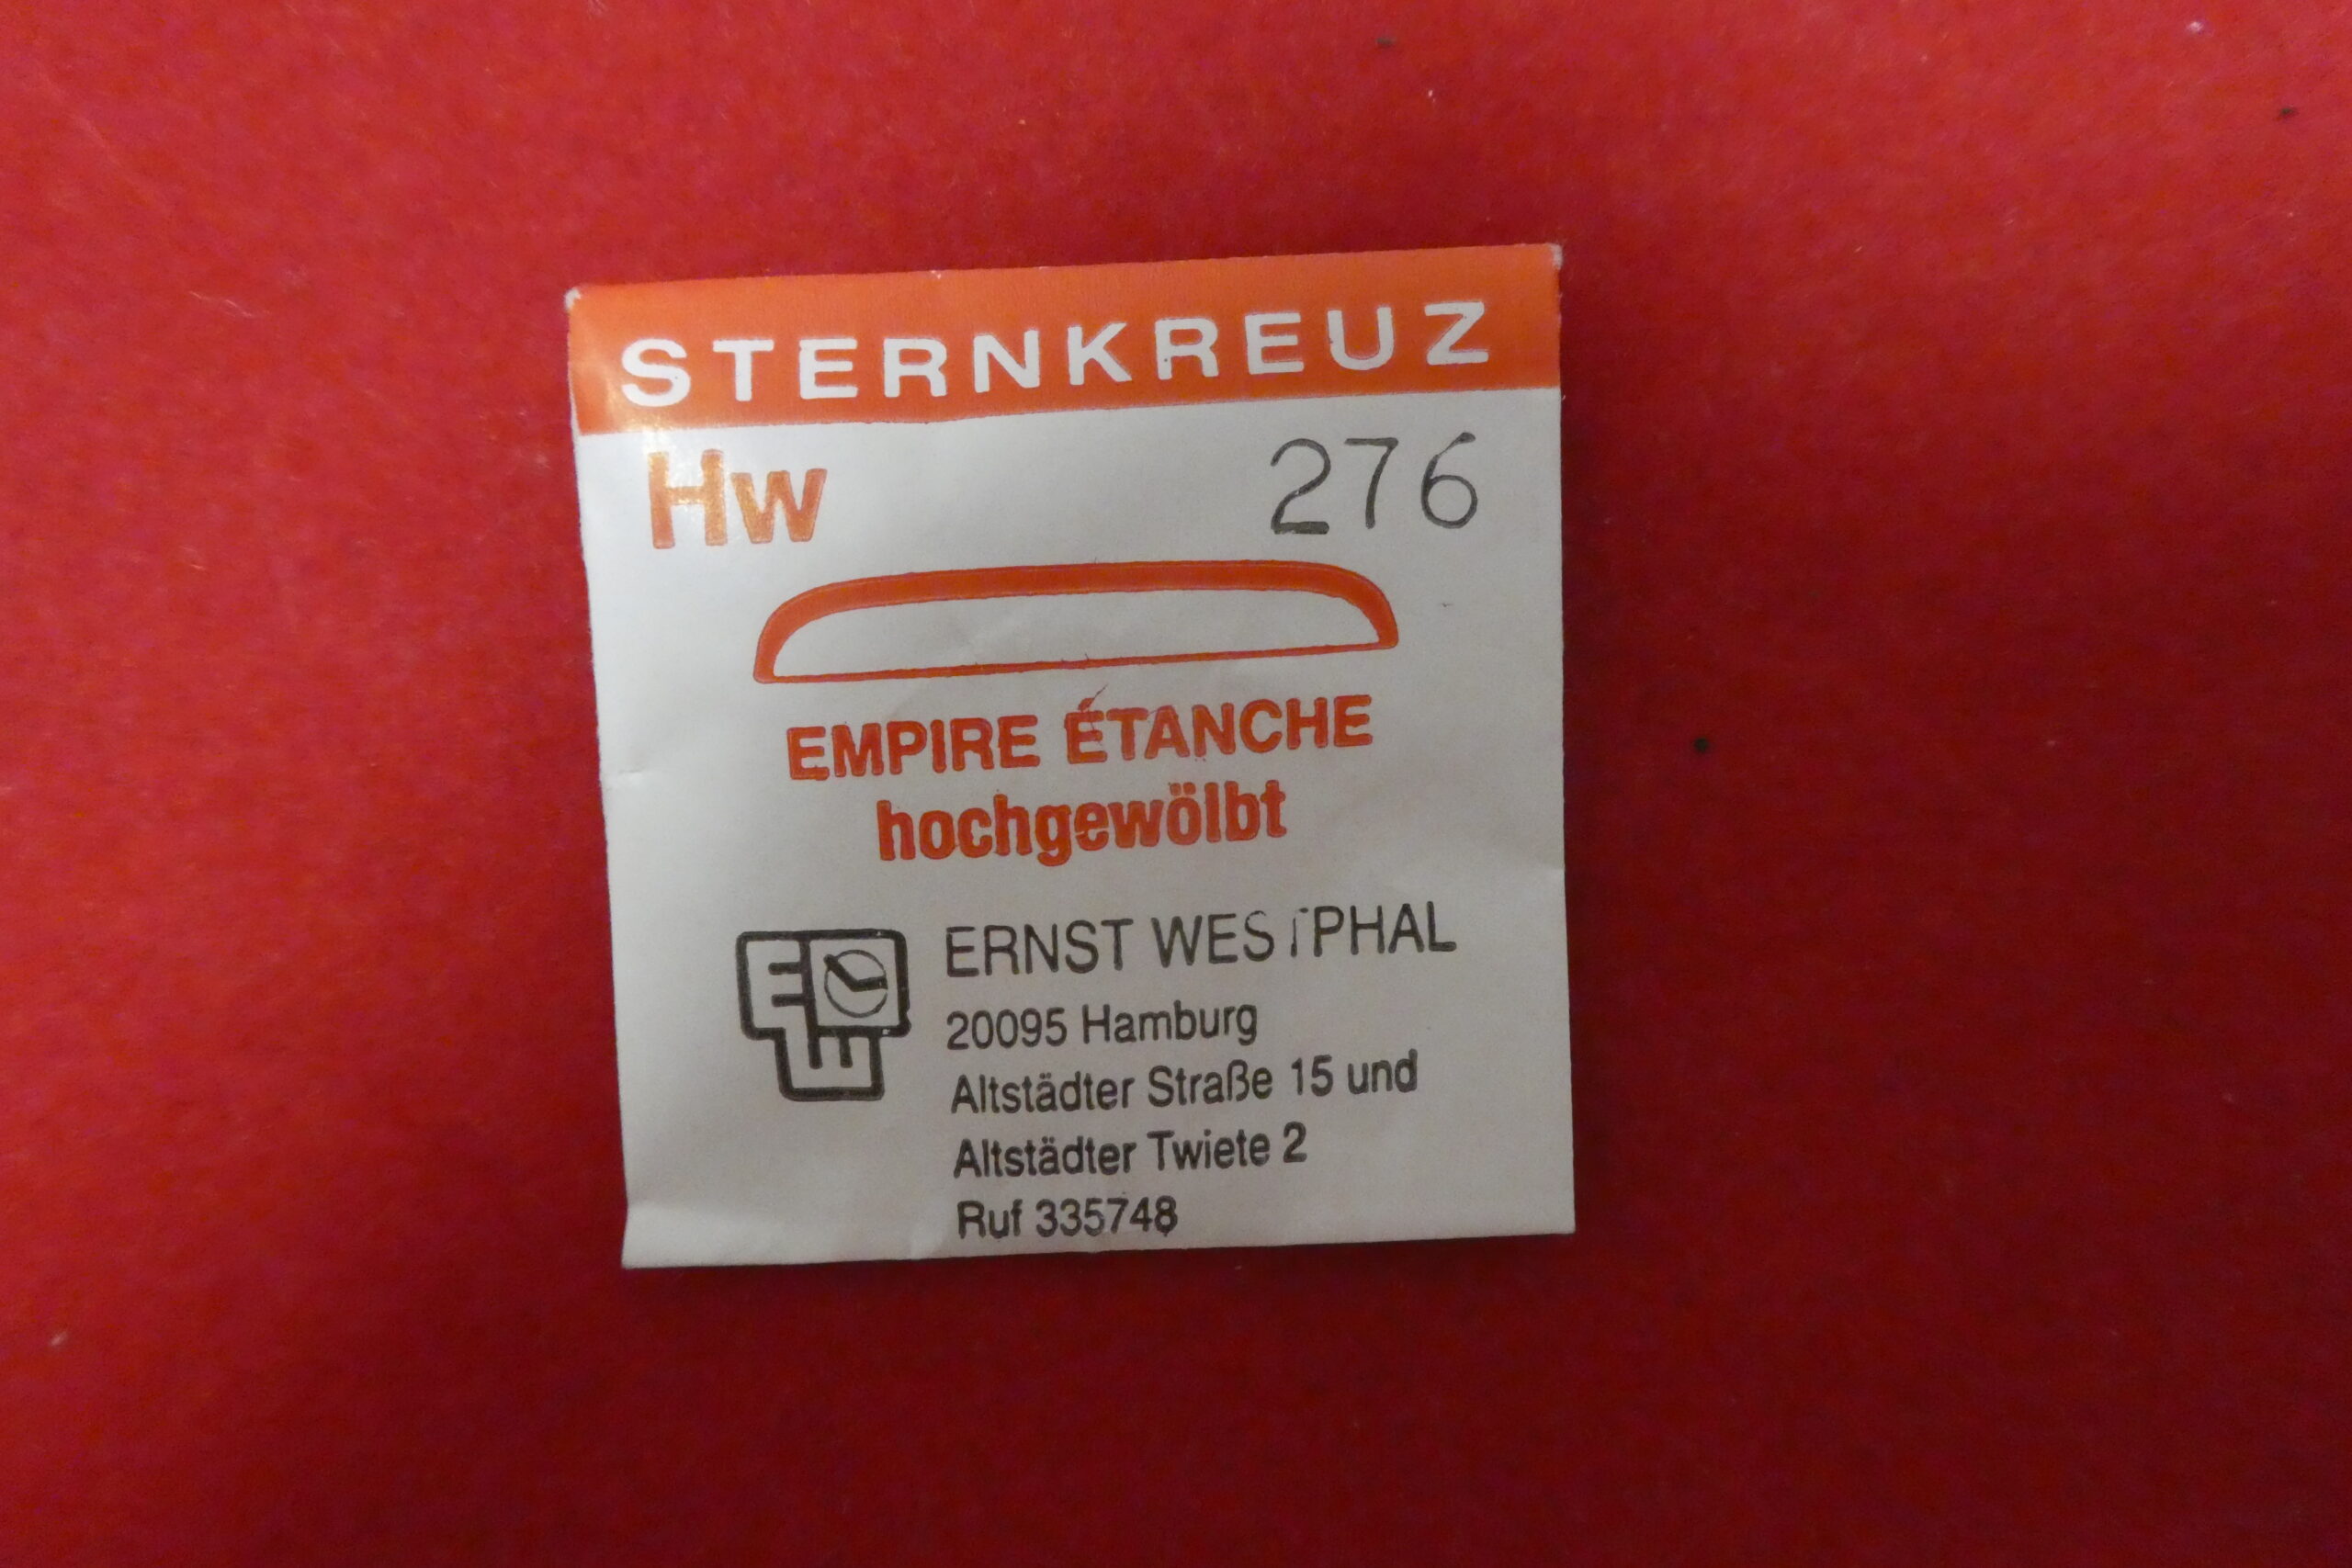 STERNKREUZ
Hw 276
EMPIRE ÉTANCHE
hochgewölbt
EW
ERNST WESTPHAL
20095 Hamburg
Altstädter Straße 15 und
Altstädter Twiete 2
Ruf 335748